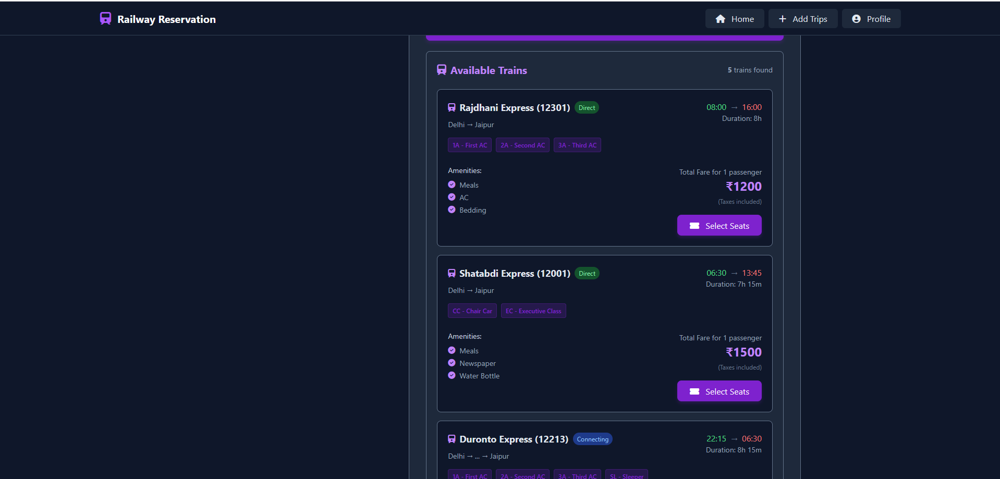 Railway Reservation
Home
Add Trips
Profile
Available Trains
5 trains found
Rajdhani Express (12301) Direct
08:00 → 16:00
Delhi → Jaipur
Duration: 8h
1A - First AC 2A - Second AC 3A - Third AC
Amenities:
Meals
AC
Bedding
Total Fare for 1 passenger
₹1200
(Taxes included)
Select Seats
Shatabdi Express (12001) Direct
06:30 → 13:45
Delhi → Jaipur
Duration: 7h 15m
CC - Chair Car EC - Executive Class
Amenities:
Meals
Newspaper
Water Bottle
Total Fare for 1 passenger
₹1500
(Taxes included)
Select Seats
Duronto Express (12213) Connecting
22:15 → 06:30
Delhi → ... → Jaipur
Duration: 8h 15m
1A - First AC 2A - Second AC 3A - Third AC SL - Sleeper